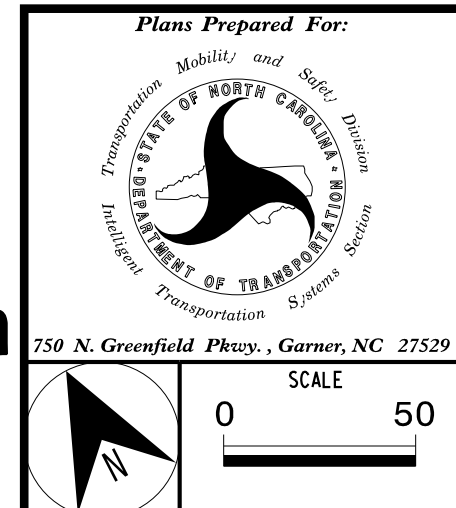 Plans Prepared For:
Transportation Mobility and Safety Division
STATE OF NORTH CAROLINA
DEPARTMENT OF TRANSPORTATION
Intelligent Transportation Systems Section
750 N. Greenfield Pkwy. , Garner, NC 27529
SCALE
0 50
N